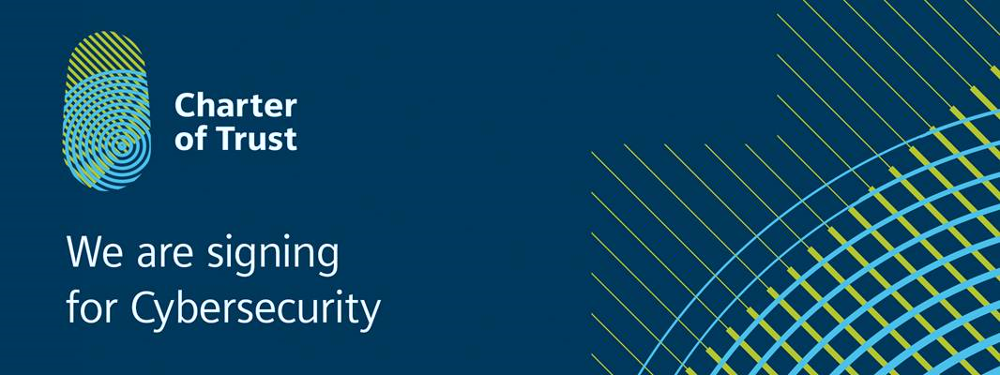 Charter
of Trust
We are signing
for Cybersecurity